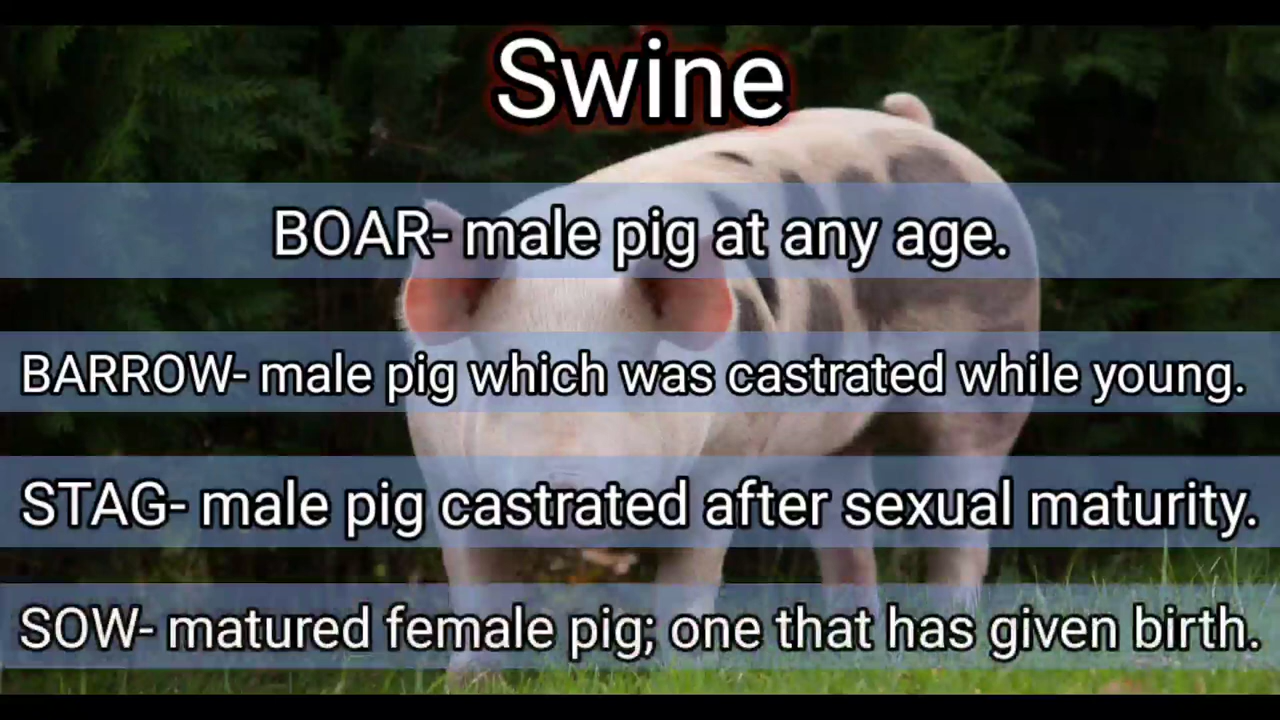 Swine
BOAR- male pig at any age.
BARROW- male pig which was castrated while young.
STAG- male pig castrated after sexual maturity.
SOW- matured female pig; one that has given birth.